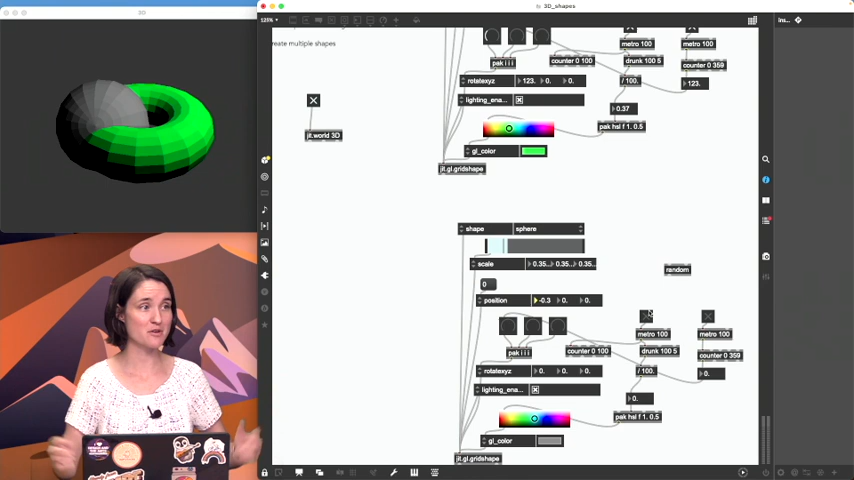 3D
3D_shapes
125%
ins...
create multiple shapes
metro 100
metro 100
pak i i i
counter 0 100
drunk 100 5
counter 0 359
rotatexyz
123.
0.
0.
/ 100.
123.
lighting_ena...
0.37
pak hsl f 1. 0.5
jit.world 3D
gl_color
jit.gl.gridshape
shape
sphere
scale
0.35...
0.35...
0.35...
random
0
position
-0.3
0.
0.
metro 100
metro 100
pak i i i
counter 0 100
drunk 100 5
counter 0 359
rotatexyz
0.
0.
0.
/ 100.
0.
lighting_ena...
0.
pak hsl f 1. 0.5
gl_color
jit.gl.gridshape